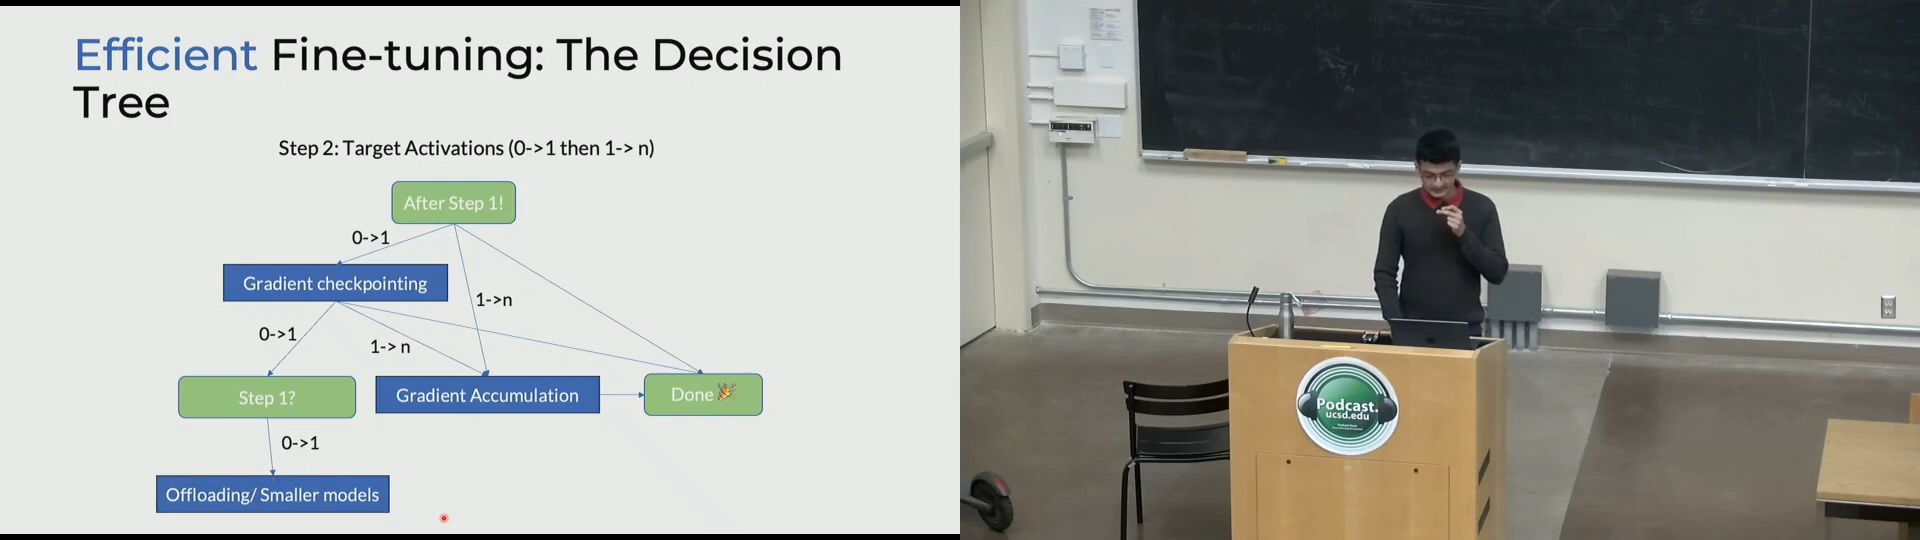 Efficient Fine-tuning: The Decision
Tree
Step 2: Target Activations (0->1 then 1-> n)
After Step 1!
0->1
Gradient checkpointing
1->n
0->1
1-> n
Step 1?
Gradient Accumulation
Done
0->1
Offloading/ Smaller models
Podcast.
ucsd.edu